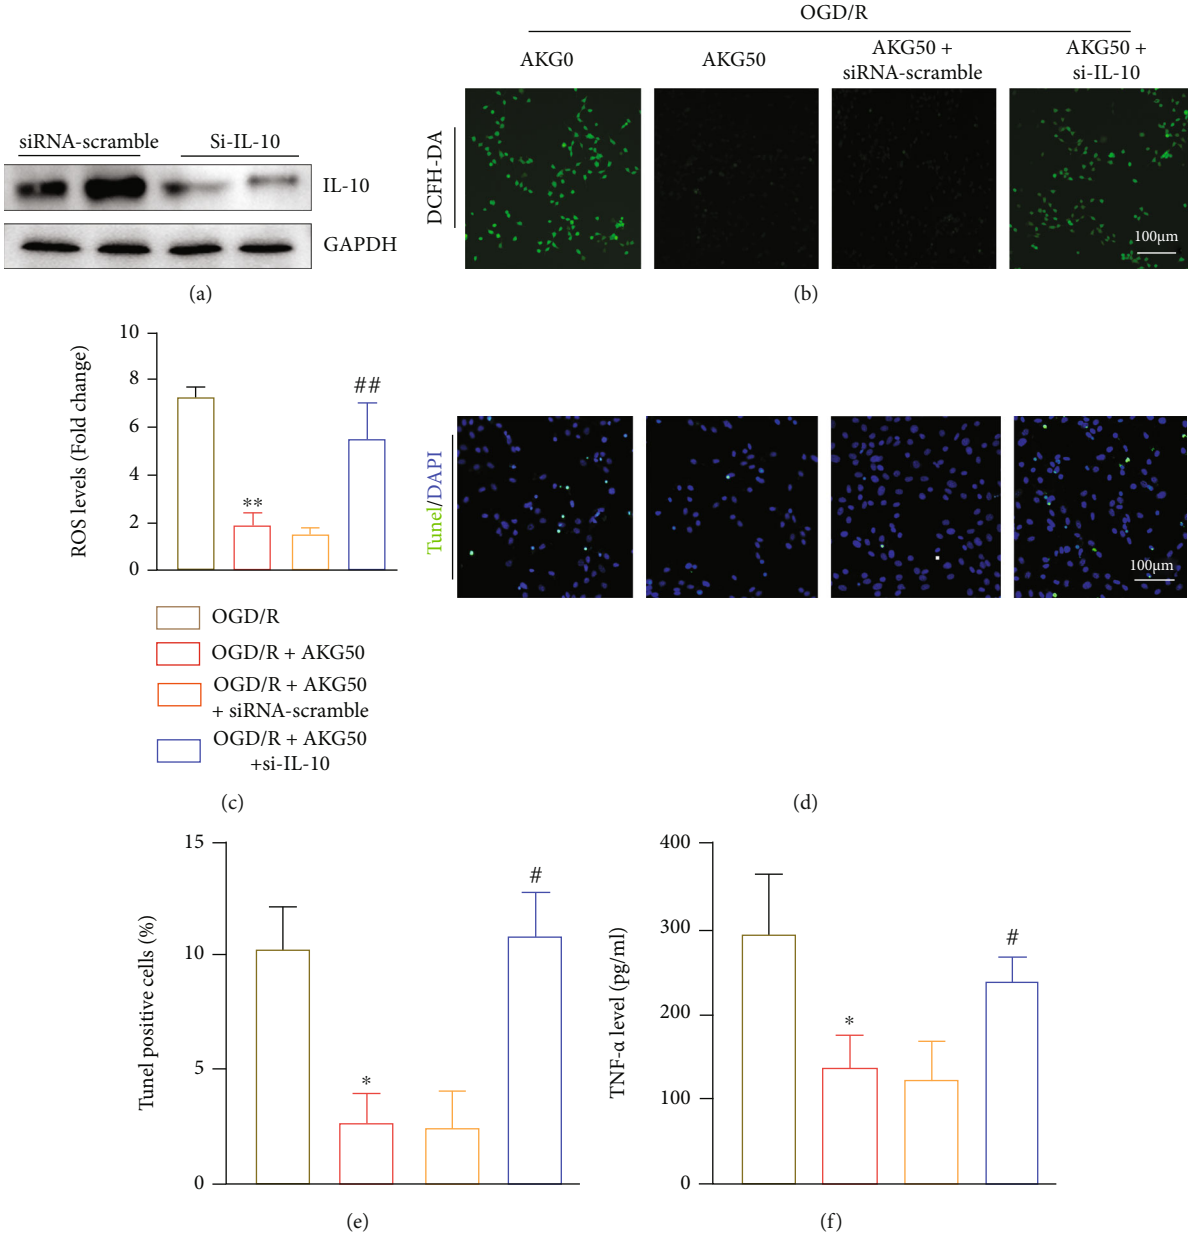 siRNA-scramble
Si-IL-10
IL-10
GAPDH
(a)
OGD/R
AKG0
AKG50
AKG50 +
siRNA-scramble
AKG50 +
si-IL-10
DCFH-DA
100μm
(b)
ROS levels (Fold change)
10
8
6
4
2
0
**
##
OGD/R
OGD/R + AKG50
OGD/R + AKG50
+ siRNA-scramble
OGD/R + AKG50
+si-IL-10
(c)
Tunel/DAPI
100μm
(d)
Tunel positive cells (%)
15
10
5
0
*
#
(e)
TNF-α level (pg/ml)
400
300
200
100
0
*
#
(f)